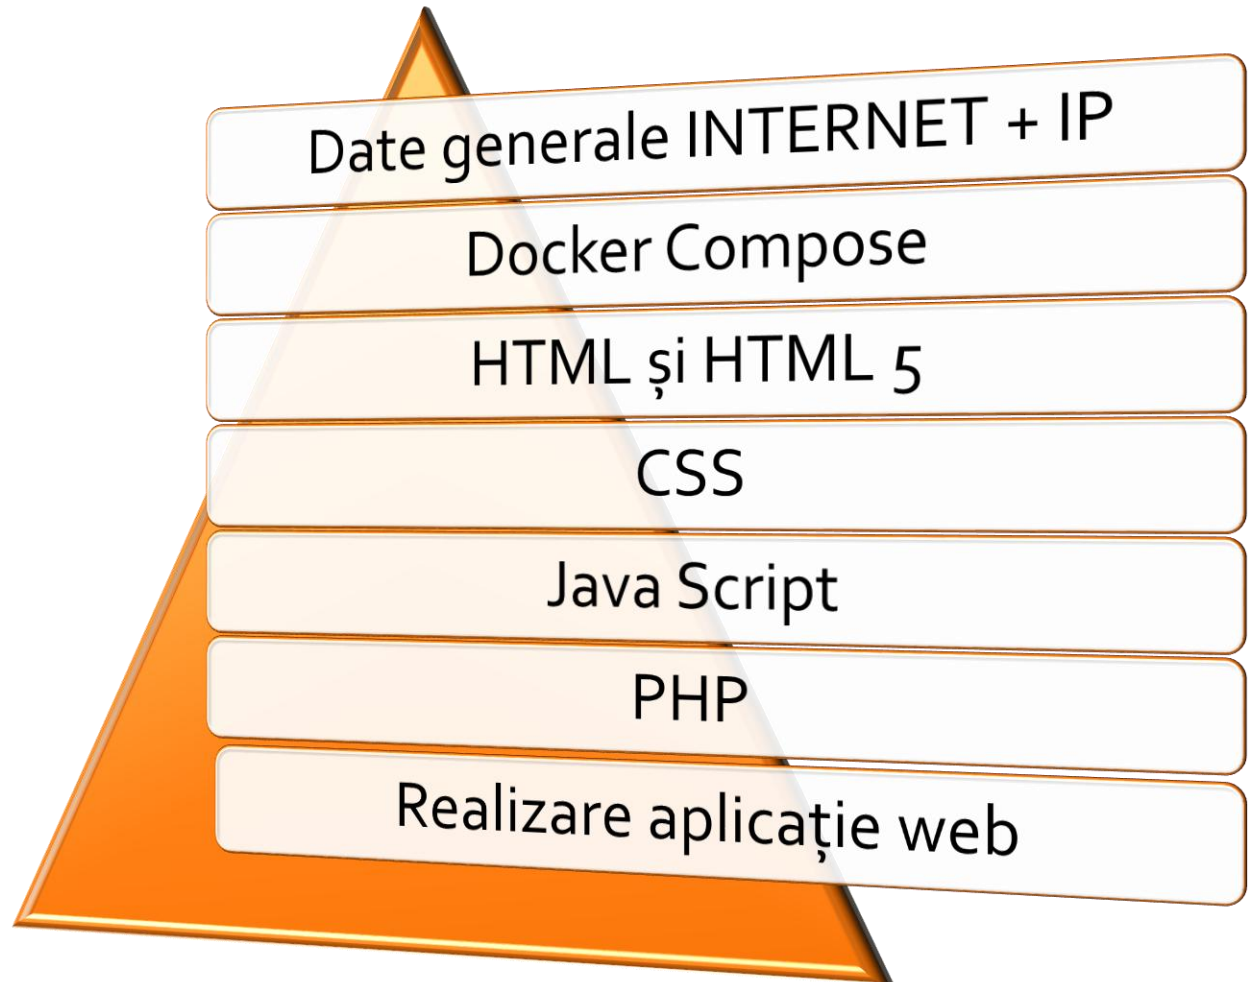 Date generale INTERNET + IP
Docker Compose
HTML și HTML 5
CSS
Java Script
PHP
Realizare aplicație web